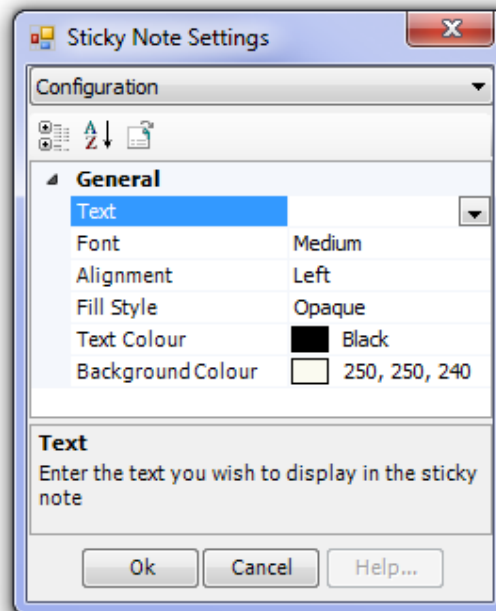 Sticky Note Settings
Configuration
General
Text
Font Medium
Alignment Left
Fill Style Opaque
Text Colour Black
Background Colour 250, 250, 240
Text
Enter the text you wish to display in the sticky
note
Ok Cancel Help...